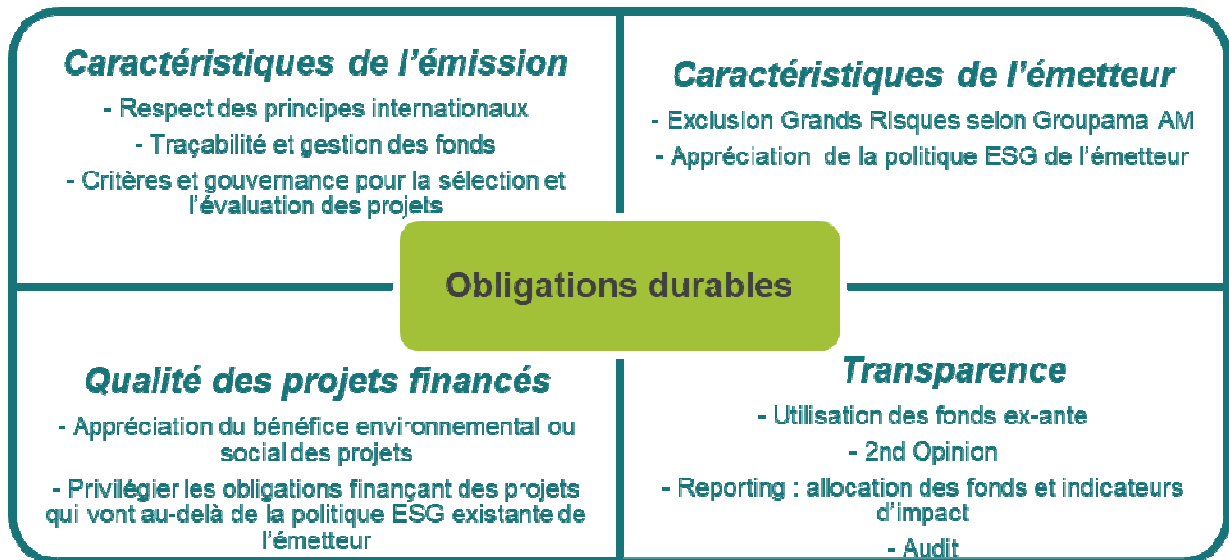 Caractéristiques de l'émission
- Respect des principes internationaux
- Traçabilité et gestion des fonds
- Critères et gouvernance pour la sélection et
l'évaluation des projets
Caractéristiques de l'émetteur
- Exclusion Grands Risques selon Groupama AM
- Appréciation de la politique ESG de l'émetteur
Obligations durables
Qualité des projets financés
- Appréciation du bénéfice environnemental ou
social des projets
- Privilégier les obligations finançant des projets
qui vont au-delà de la politique ESG existante de
l'émetteur
Transparence
- Utilisation des fonds ex-ante
- 2nd Opinion
- Reporting : allocation des fonds et indicateurs
d'impact
- Audit